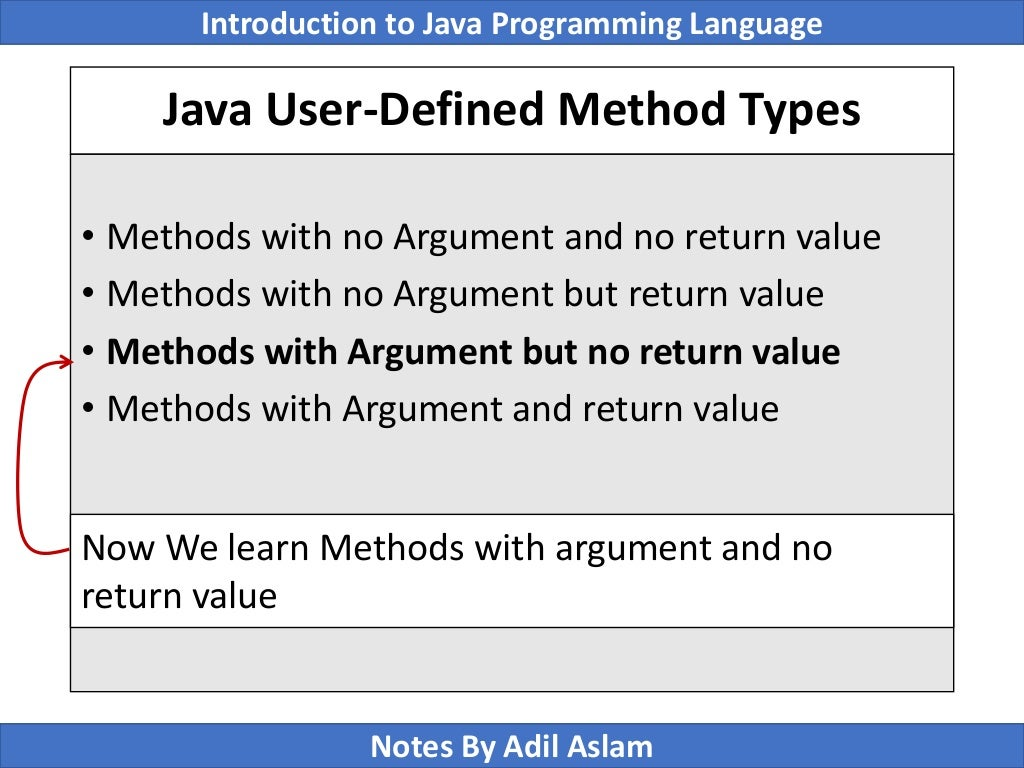 Introduction to Java Programming Language
Java User-Defined Method Types
• Methods with no Argument and no return value
• Methods with no Argument but return value
• Methods with Argument but no return value
• Methods with Argument and return value
Now We learn Methods with argument and no
return value
Notes By Adil Aslam